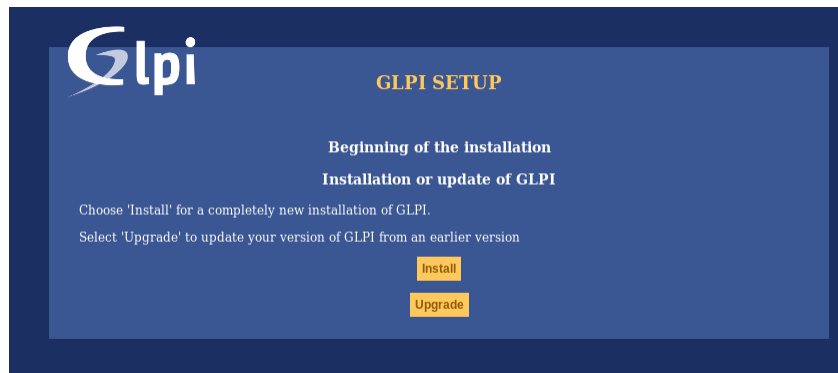 Glpi
GLPI SETUP
Beginning of the installation
Installation or update of GLPI
Choose 'Install' for a completely new installation of GLPI.
Select 'Upgrade' to update your version of GLPI from an earlier version
Install
Upgrade